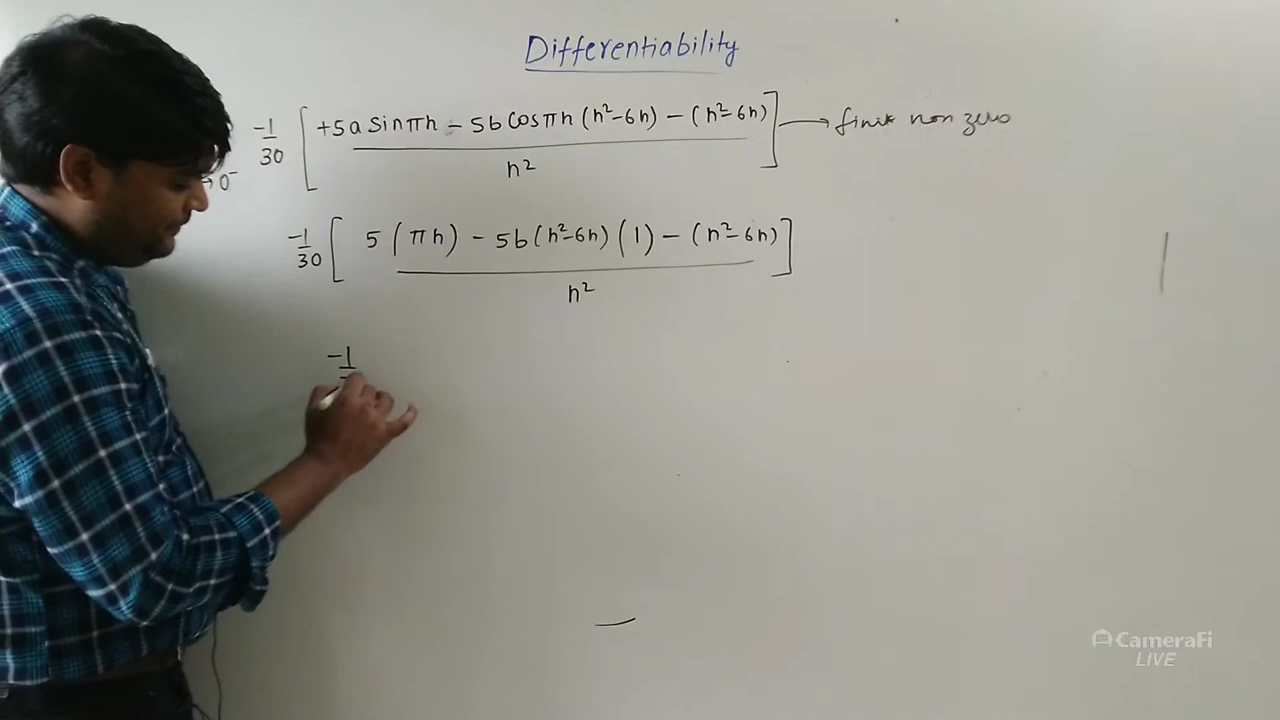 Differentiability
→0⁻ -1/30 [ +5a Sinπh - 5b Cosπh (h²-6h) - (h²-6h) / h² ] → finite non zero
-1/30 [ 5 (πh) - 5b (h²-6h) (1) - (h²-6h) / h² ]
-1
CameraFi
LIVE